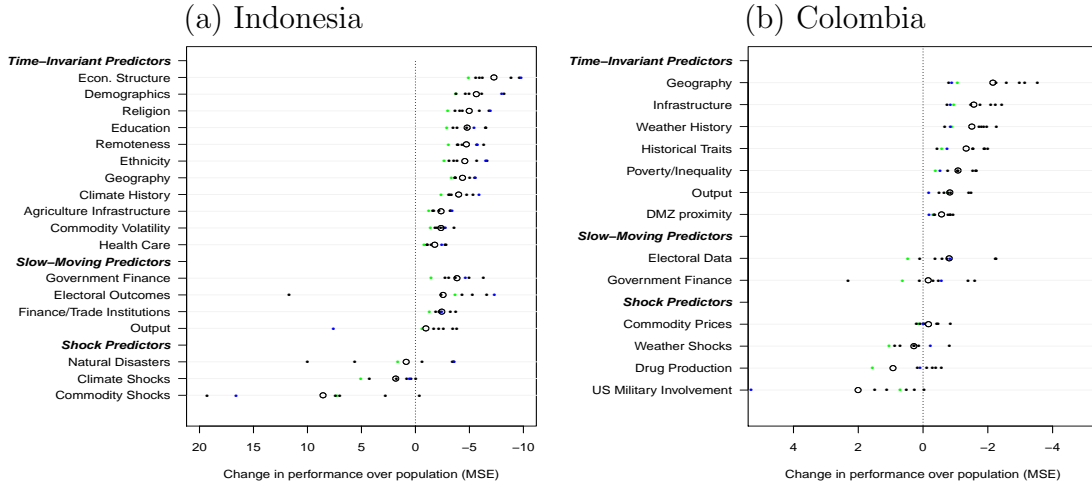 (a) Indonesia
Time−Invariant Predictors
Econ. Structure
Demographics
Religion
Education
Remoteness
Ethnicity
Geography
Climate History
Agriculture Infrastructure
Commodity Volatility
Health Care
Slow−Moving Predictors
Government Finance
Electoral Outcomes
Finance/Trade Institutions
Output
Shock Predictors
Natural Disasters
Climate Shocks
Commodity Shocks
20 15 10 5 0 −5 −10
Change in performance over population (MSE)
(b) Colombia
Time−Invariant Predictors
Geography
Infrastructure
Weather History
Historical Traits
Poverty/Inequality
Output
DMZ proximity
Slow−Moving Predictors
Electoral Data
Government Finance
Shock Predictors
Commodity Prices
Weather Shocks
Drug Production
US Military Involvement
4 2 0 −2 −4
Change in performance over population (MSE)